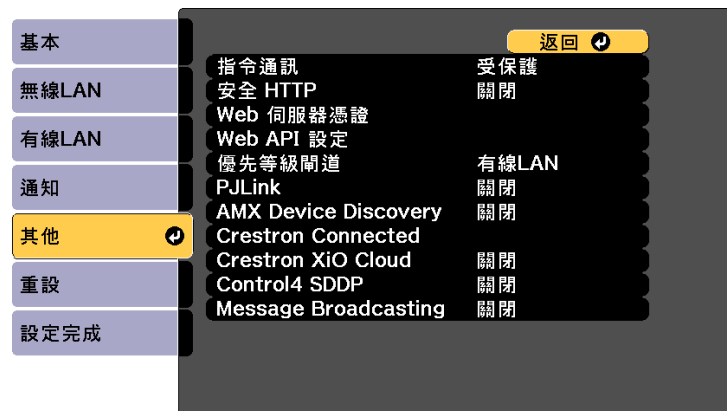 基本
無線LAN
有線LAN
通知
其他
重設
設定完成
返回
指令通訊 受保護
安全 HTTP 關閉
Web 伺服器憑證
Web API 設定
優先等級閘道 有線LAN
PJLink 關閉
AMX Device Discovery 關閉
Crestron Connected
Crestron XiO Cloud 關閉
Control4 SDDP 關閉
Message Broadcasting 關閉